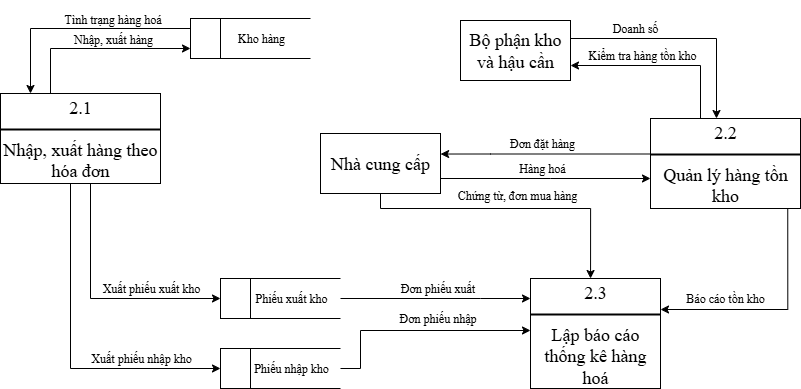 Tình trạng hàng hoá
Nhập, xuất hàng
Kho hàng
Bộ phận kho
và hậu cần
Doanh số
Kiểm tra hàng tồn kho
2.1
Nhập, xuất hàng theo
hóa đơn
2.2
Quản lý hàng tồn
kho
Nhà cung cấp
Đơn đặt hàng
Hàng hoá
Chứng từ, đơn mua hàng
Xuất phiếu xuất kho
Phiếu xuất kho
Đơn phiếu xuất
2.3
Lập báo cáo
thống kê hàng
hoá
Báo cáo tồn kho
Đơn phiếu nhập
Xuất phiếu nhập kho
Phiếu nhập kho